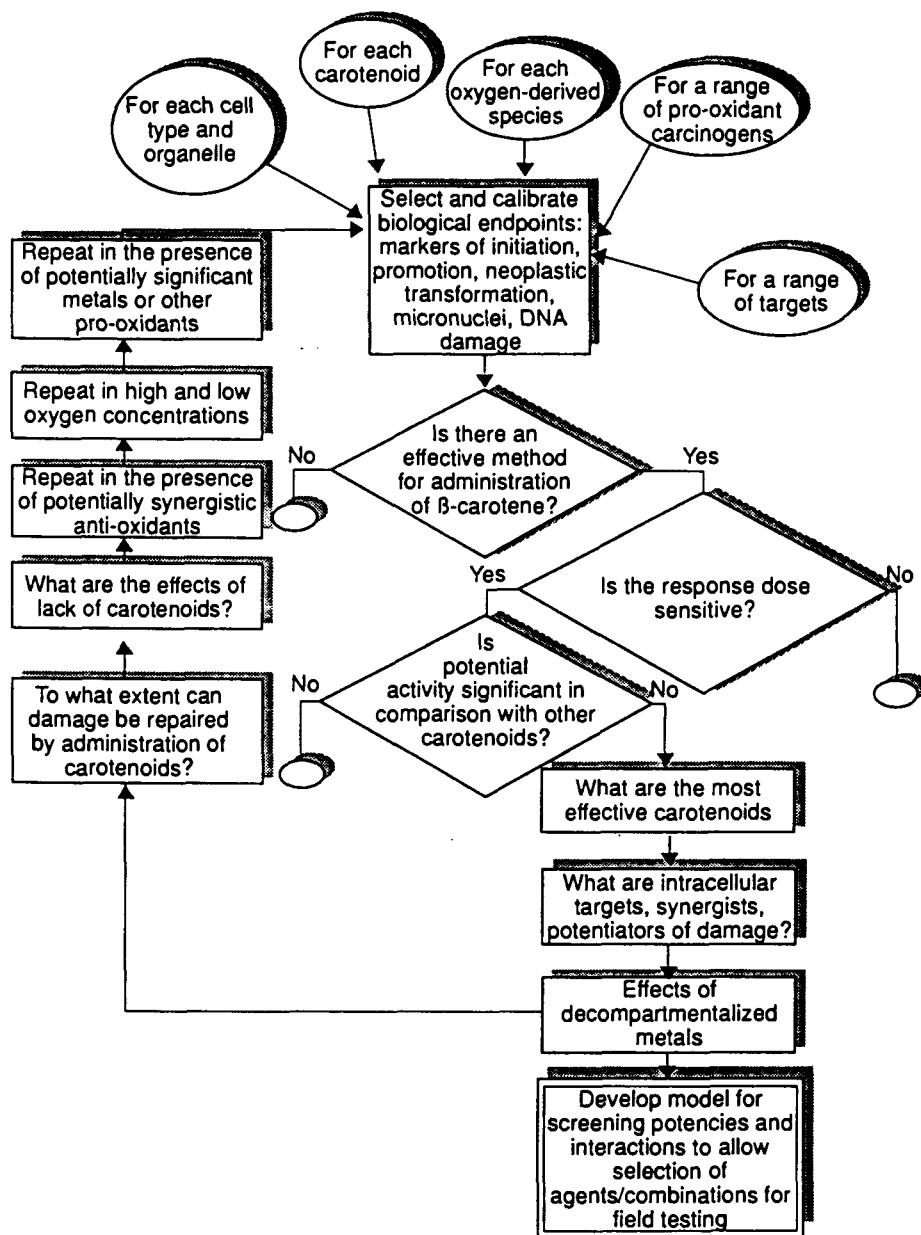 For each cell
type and
organelle
For each
carotenoid
For each
oxygen-derived
species
For a range
of pro-oxidant
carcinogens
For a range
of targets
Select and calibrate
biological endpoints:
markers of initiation,
promotion, neoplastic
transformation,
micronuclei, DNA
damage
Repeat in the presence
of potentially significant
metals or other
pro-oxidants
Repeat in high and low
oxygen concentrations
Repeat in the presence
of potentially synergistic
anti-oxidants
What are the effects of
lack of carotenoids?
To what extent can
damage be repaired
by administration of
carotenoids?
No
Is there an
effective method
for administration
of ß-carotene?
Yes
Yes
Is the response dose
sensitive?
No
No
Is
potential
activity significant in
comparison with other
carotenoids?
No
What are the most
effective carotenoids
What are intracellular
targets, synergists,
potentiators of damage?
Effects of
decompartmentalized
metals
Develop model for
screening potencies and
interactions to allow
selection of
agents/combinations for
field testing